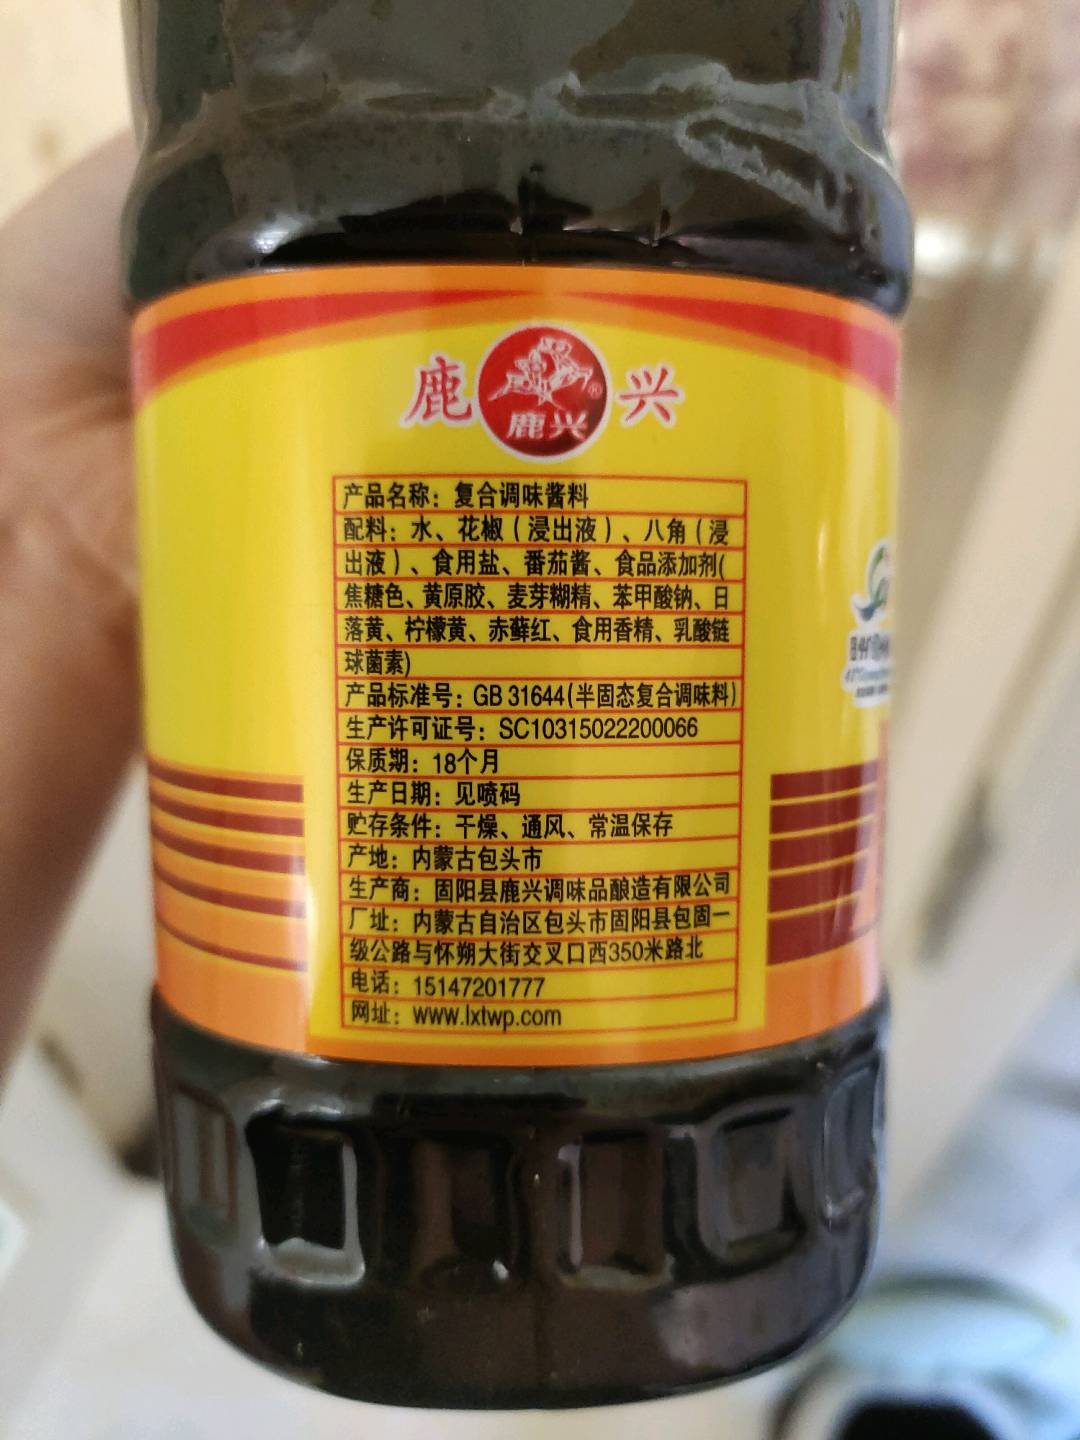 鹿 鹿兴® 兴
产品名称：复合调味酱料
配料：水、花椒（浸出液）、八角（浸
出液）、食用盐、番茄酱、食品添加剂(
焦糖色、黄原胶、麦芽糊精、苯甲酸钠、日
落黄、柠檬黄、赤藓红、食用香精、乳酸链
球菌素)
产品标准号：GB 31644(半固态复合调味料)
生产许可证号：SC10315022200066
保质期：18个月
生产日期：见喷码
贮存条件：干燥、通风、常温保存
产地：内蒙古包头市
生产商：固阳县鹿兴调味品酿造有限公司
厂址：内蒙古自治区包头市固阳县包固一
级公路与怀朔大街交叉口西350米路北
电话：15147201777
网址：www.lxtwp.com